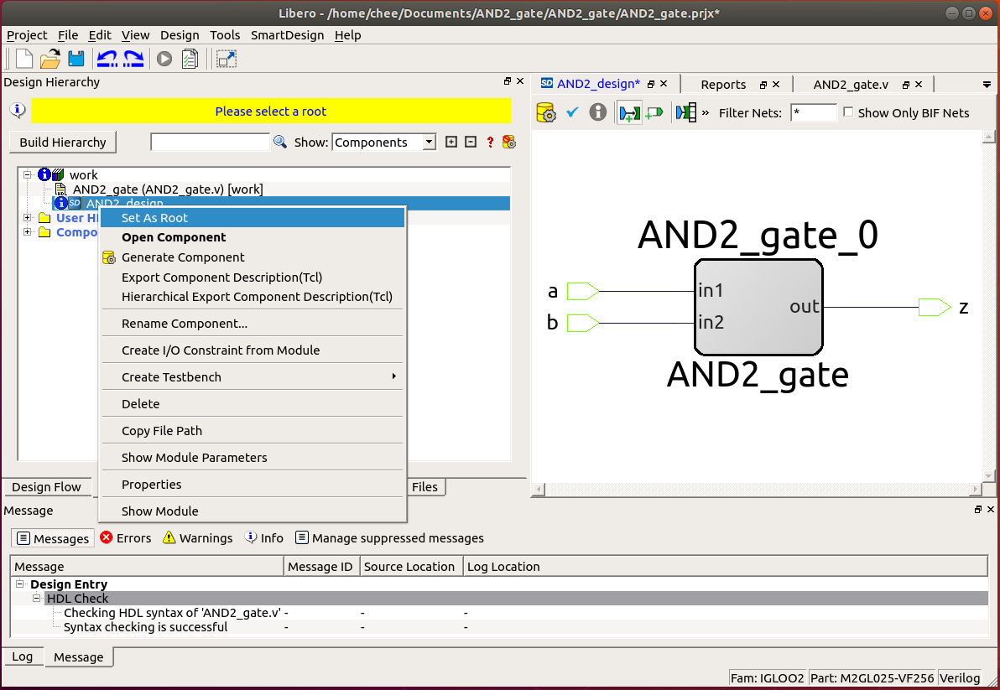 Libero - /home/chee/Documents/AND2_gate/AND2_gate/AND2_gate.prjx*
Project File Edit View Design Tools SmartDesign Help
Design Hierarchy
Please select a root
Build Hierarchy Show: Components
work
AND2_gate (AND2_gate.v) [work]
SD AND2_design
User H
Compo
Set As Root
Open Component
Generate Component
Export Component Description(Tcl)
Hierarchical Export Component Description(Tcl)
Rename Component...
Create I/O Constraint from Module
Create Testbench
Delete
Copy File Path
Show Module Parameters
Properties
Show Module
Design Flow
Files
SD AND2_design* Reports AND2_gate.v
» Filter Nets: * Show Only BIF Nets
AND2_gate_0
a in1
b in2
out z
AND2_gate
Message
Messages Errors Warnings Info Manage suppressed messages
Message Message ID Source Location Log Location
Design Entry
HDL Check
Checking HDL syntax of 'AND2_gate.v' - - -
Syntax checking is successful - - -
Log Message
Fam: IGLOO2 Part: M2GL025-VF256 Verilog